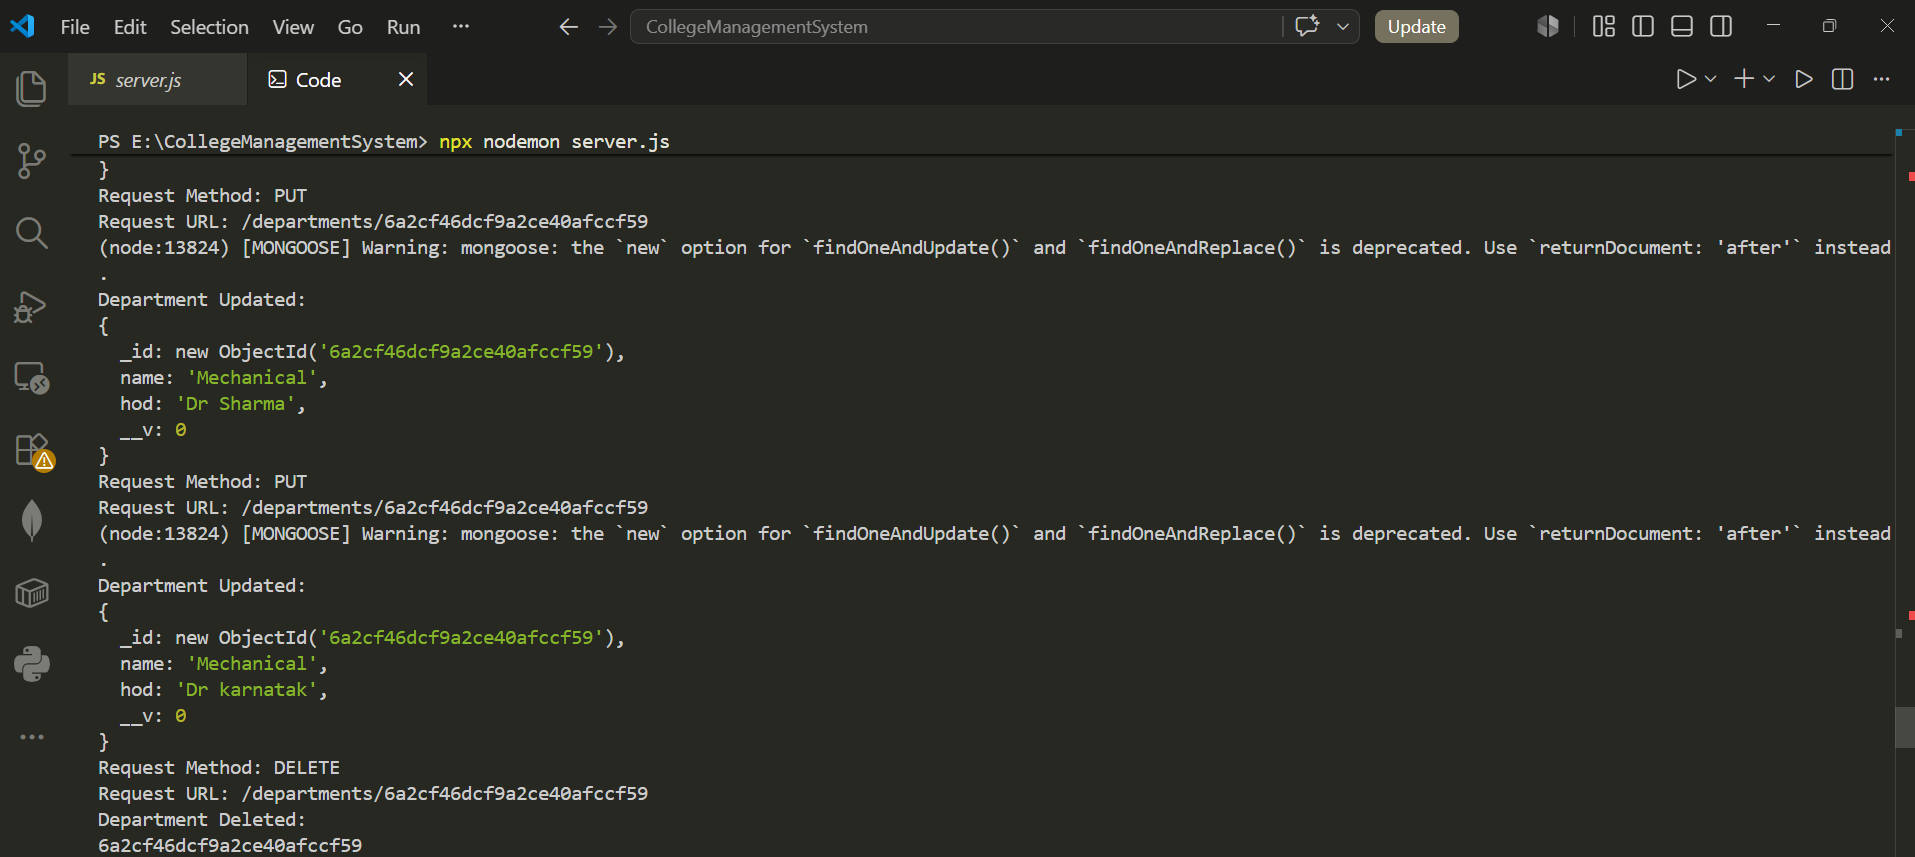 File Edit Selection View Go Run ···
CollegeManagementSystem
Update
JS server.js
Code
PS E:\CollegeManagementSystem> npx nodemon server.js
}
Request Method: PUT
Request URL: /departments/6a2cf46dcf9a2ce40afccf59
(node:13824) [MONGOOSE] Warning: mongoose: the `new` option for `findOneAndUpdate()` and `findOneAndReplace()` is deprecated. Use `returnDocument: 'after'` instead
.
Department Updated:
{
  _id: new ObjectId('6a2cf46dcf9a2ce40afccf59'),
  name: 'Mechanical',
  hod: 'Dr Sharma',
  __v: 0
}
Request Method: PUT
Request URL: /departments/6a2cf46dcf9a2ce40afccf59
(node:13824) [MONGOOSE] Warning: mongoose: the `new` option for `findOneAndUpdate()` and `findOneAndReplace()` is deprecated. Use `returnDocument: 'after'` instead
.
Department Updated:
{
  _id: new ObjectId('6a2cf46dcf9a2ce40afccf59'),
  name: 'Mechanical',
  hod: 'Dr karnatak',
  __v: 0
}
Request Method: DELETE
Request URL: /departments/6a2cf46dcf9a2ce40afccf59
Department Deleted:
6a2cf46dcf9a2ce40afccf59